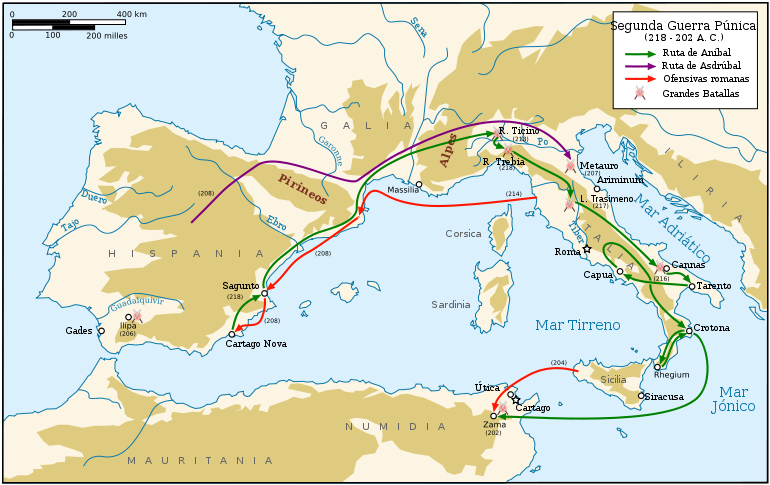 0 200 400 km
0 100 200 milles
Segunda Guerra Púnica
(218 - 202 A. C.)
Ruta de Aníbal
Ruta de Asdrúbal
Ofensivas romanas
Grandes Batallas
Sena
GALIA
Garonne
Alpes
R. Ticino
(218)
Po
R. Trebia
(218)
Metauro
(207)
Ariminum
ILIRIA
Massilia
(214)
L. Trasimeno
(217)
Mar Adriático
Pirineos
(208)
Duero
Tajo
Ebro
HISPANIA
(208)
Corsica
Tiber
ITALIA
Roma
Cannas
(216)
Capua
Tarento
Sagunto
(218)
Guadalquivir
Ilipa
(206)
Gades
(208)
Cartago Nova
Sardinia
Mar Tirreno
Crotona
(204)
Sicilia
Rhegium
Siracusa
Mar
Jónico
Útica
Cartago
Zama
(202)
NUMIDIA
MAURITANIA